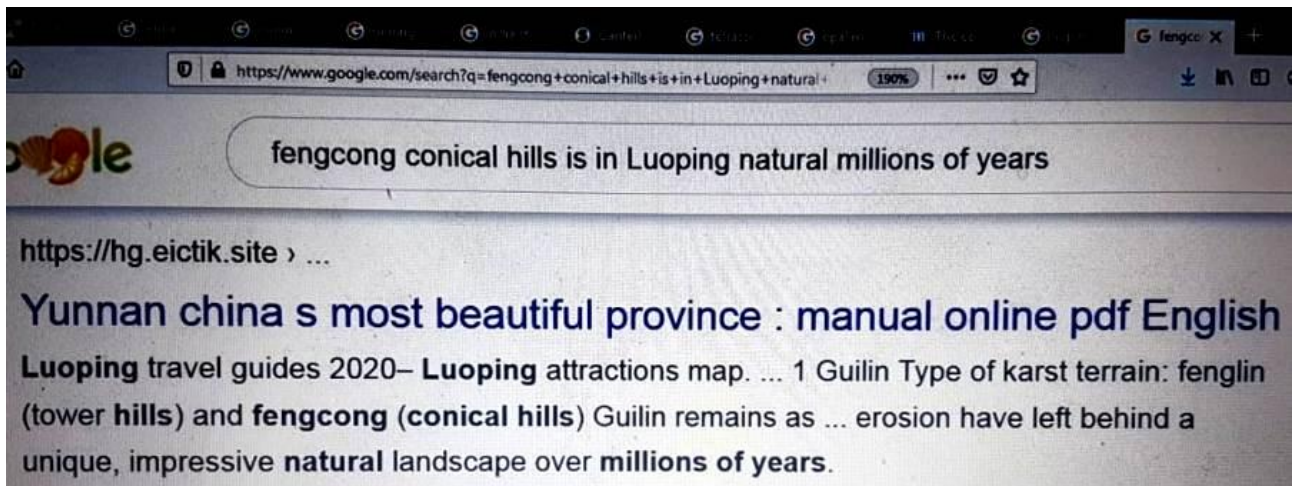 G fengco
https://www.google.com/search?q=fengcong+conical+hills+is+in+Luoping+natural+
190%
le
fengcong conical hills is in Luoping natural millions of years
https://hg.eictik.site › ...
Yunnan china s most beautiful province : manual online pdf English
Luoping travel guides 2020– Luoping attractions map. ... 1 Guilin Type of karst terrain: fenglin
(tower hills) and fengcong (conical hills) Guilin remains as ... erosion have left behind a
unique, impressive natural landscape over millions of years.